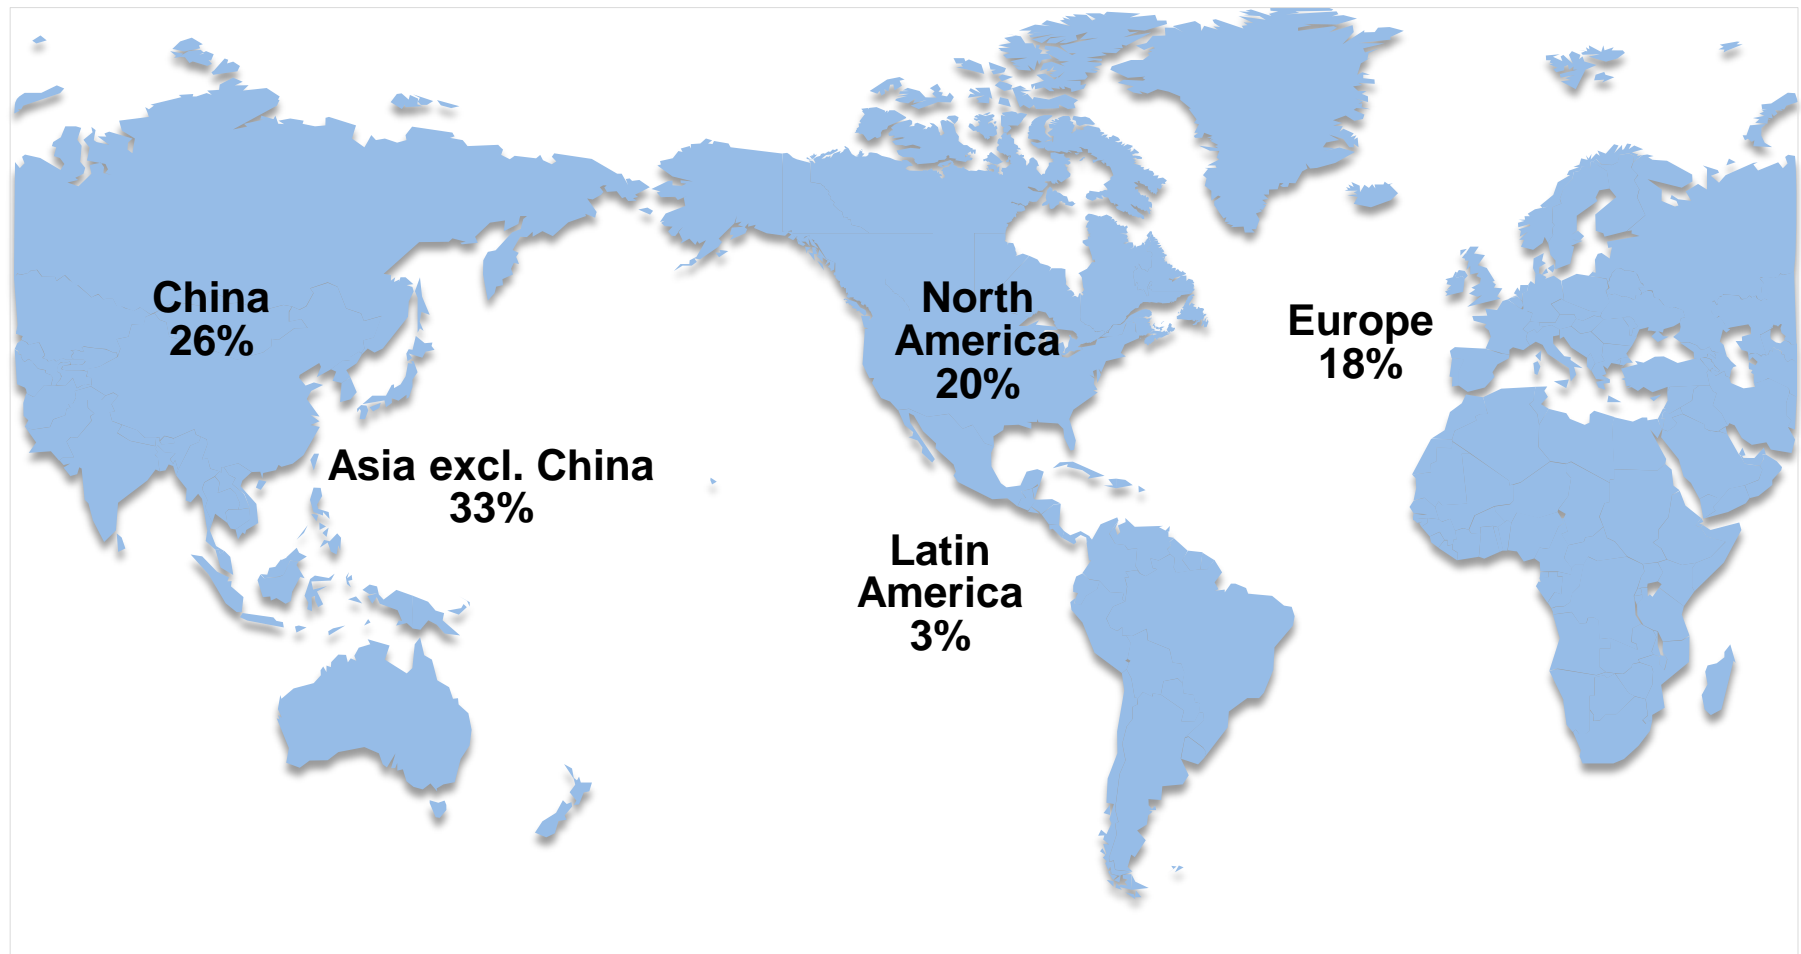 China
26%
North
America
20%
Europe
18%
Asia excl. China
33%
Latin
America
3%